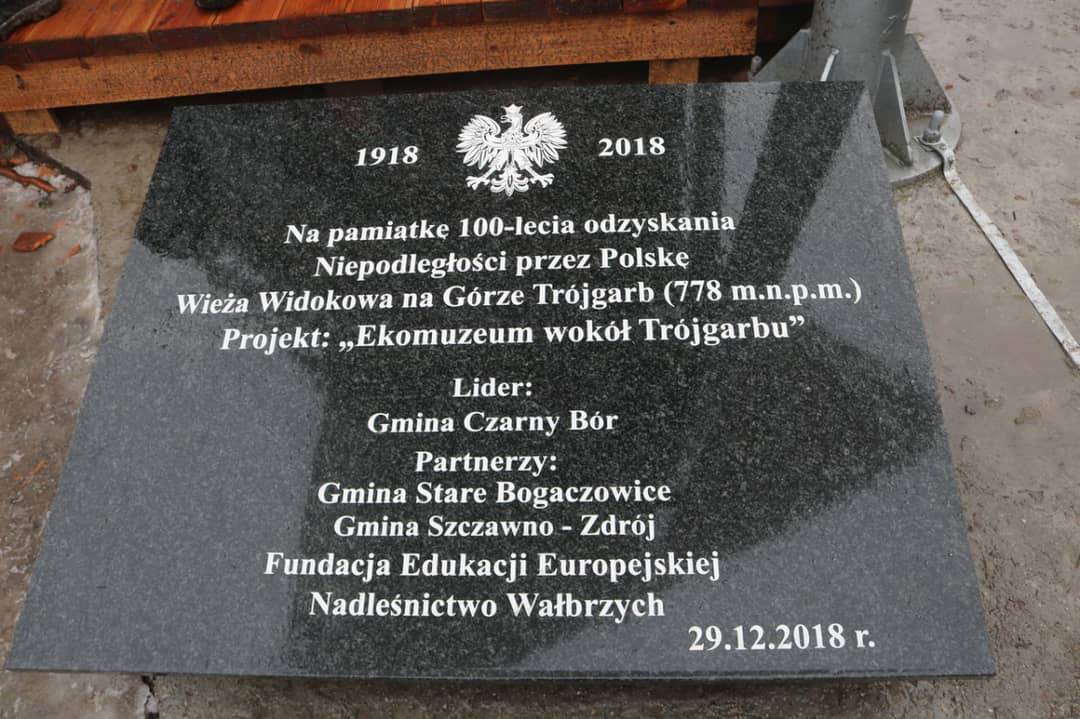 1918 2018
Na pamiątkę 100-lecia odzyskania
Niepodległości przez Polskę
Wieża Widokowa na Górze Trójgarb (778 m.n.p.m.)
Projekt: „Ekomuzeum wokół Trójgarbu”
Lider:
Gmina Czarny Bór
Partnerzy:
Gmina Stare Bogaczowice
Gmina Szczawno - Zdrój
Fundacja Edukacji Europejskiej
Nadleśnictwo Wałbrzych
29.12.2018 r.